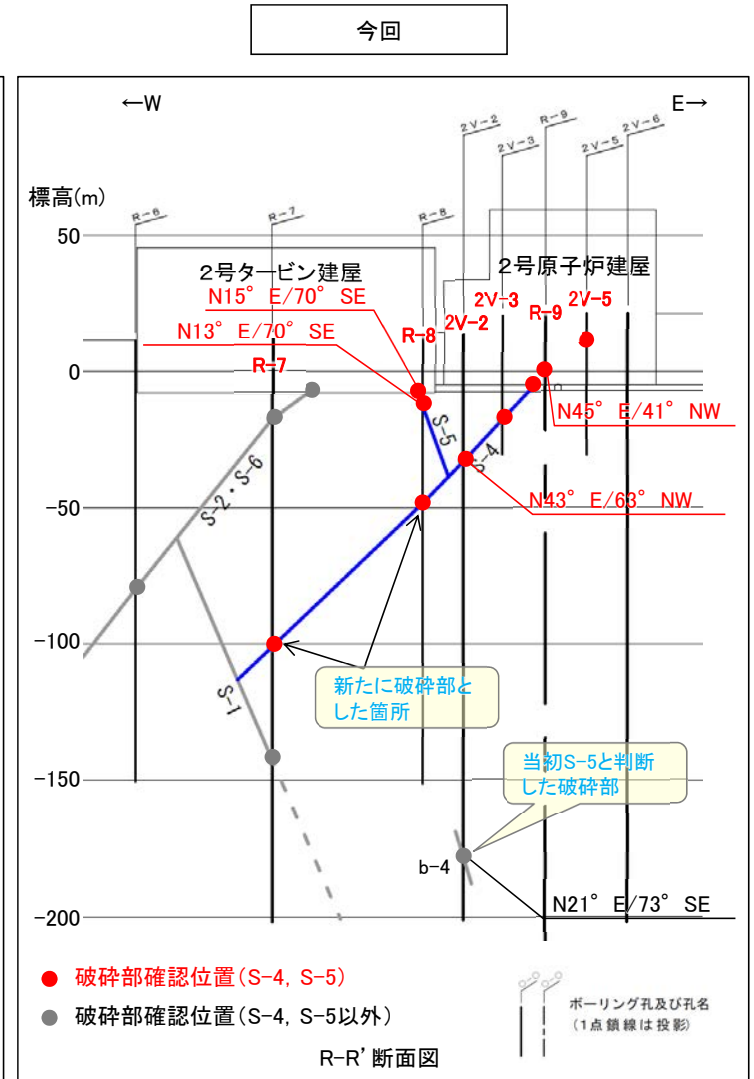 今回
←W
E→
2V-2
R-9
2V-6
2V-3
2V-5
標高(m)
R-6
R-7
R-8
50
2号タービン建屋
2号原子炉建屋
N15° E/70° SE
2V-3
2V-5
N13° E/70° SE
R-8
2V-2
R-9
R-7
0
S-5
N45° E/41° NW
S-4
S-2・S-6
N43° E/63° NW
-50
-100
新たに破砕部と
した箇所
S-1
当初S-5と判断
した破砕部
-150
b-4
N21° E/73° SE
-200
● 破砕部確認位置(S-4, S-5)
● 破砕部確認位置(S-4, S-5以外)
ボーリング孔及び孔名
(1点鎖線は投影)
R-R’断面図